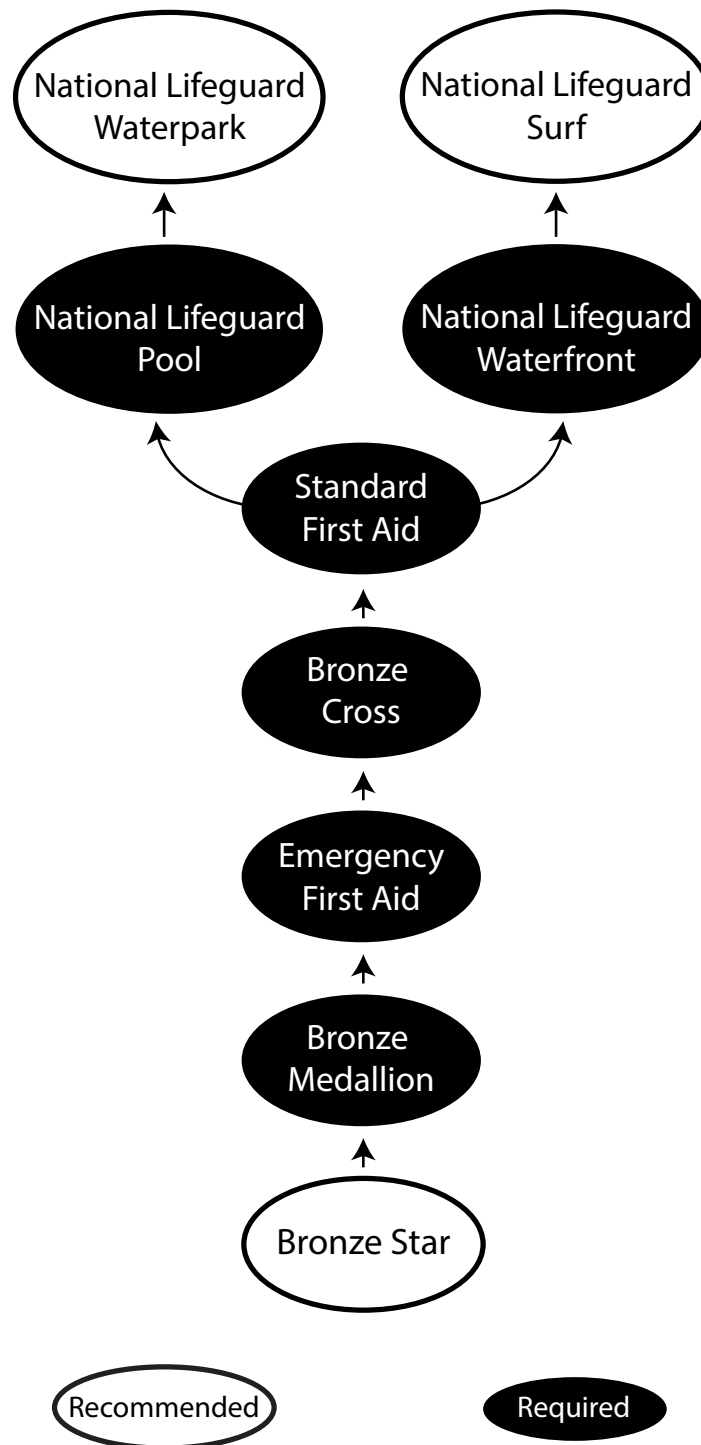 National Lifeguard
Waterpark
National Lifeguard
Surf
National Lifeguard
Pool
National Lifeguard
Waterfront
Standard
First Aid
Bronze
Cross
Emergency
First Aid
Bronze
Medallion
Bronze Star
Recommended
Required